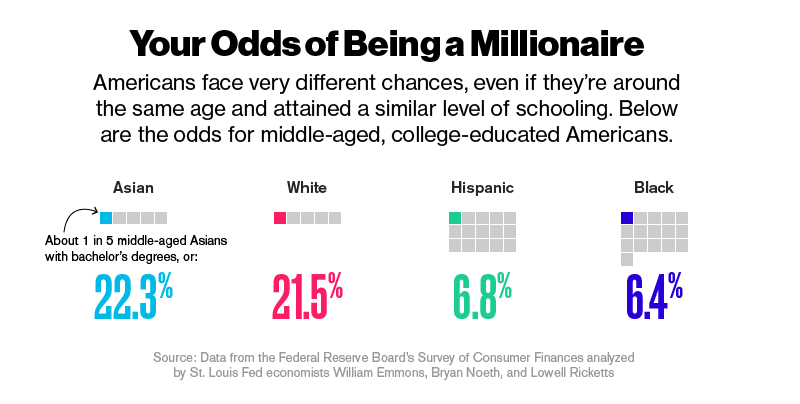 Your Odds of Being a Millionaire
Americans face very different chances, even if they're around
the same age and attained a similar level of schooling. Below
are the odds for middle-aged, college-educated Americans.
Asian White Hispanic Black
About 1 in 5 middle-aged Asians
with bachelor's degrees, or:
22.3% 21.5% 6.8% 6.4%
Source: Data from the Federal Reserve Board's Survey of Consumer Finances analyzed
by St. Louis Fed economists William Emmons, Bryan Noeth, and Lowell Ricketts